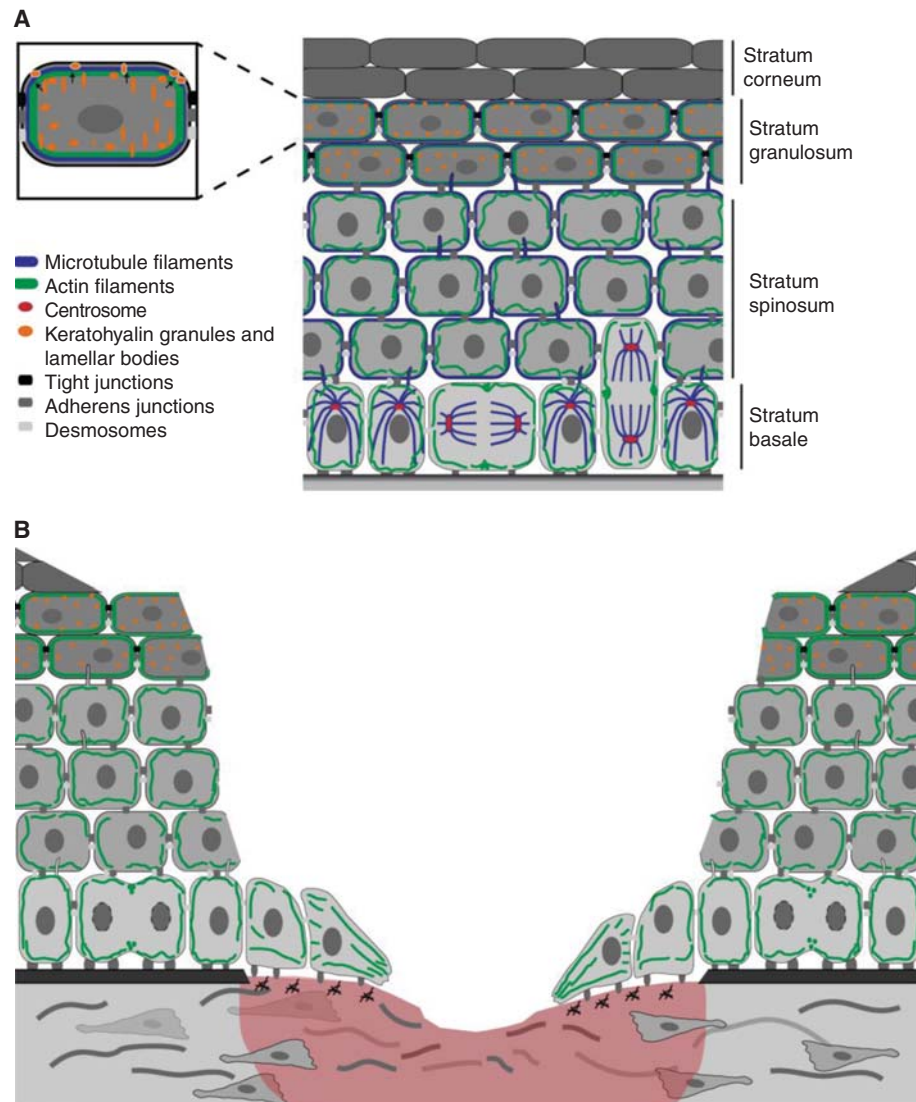 A
Stratum
corneum
Stratum
granulosum
Stratum
spinosum
Stratum
basale
Microtubule filaments
Actin filaments
Centrosome
Keratohyalin granules and
lamellar bodies
Tight junctions
Adherens junctions
Desmosomes
B